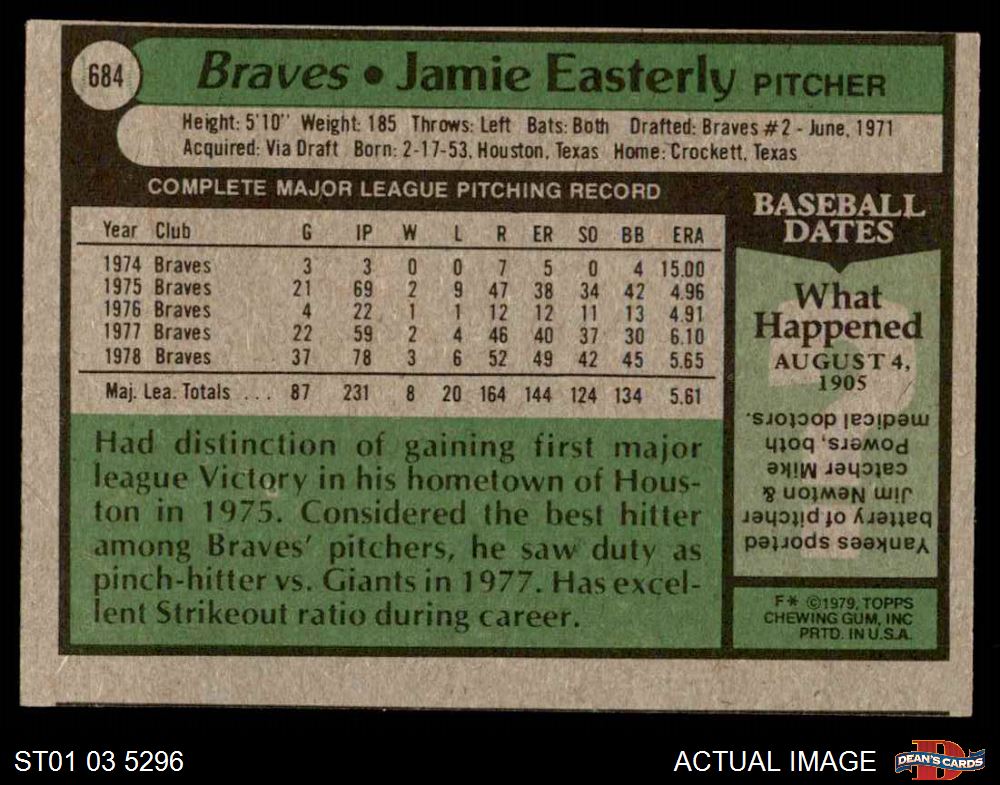 684
Braves • Jamie Easterly PITCHER
Height: 5'10" Weight: 185 Throws: Left Bats: Both Drafted: Braves #2 - June, 1971
Acquired: Via Draft Born: 2-17-53, Houston, Texas Home: Crockett, Texas
COMPLETE MAJOR LEAGUE PITCHING RECORD
Year Club G IP W L R ER SO BB ERA
1974 Braves 3 3 0 0 7 5 0 4 15.00
1975 Braves 21 69 2 9 47 38 34 42 4.96
1976 Braves 4 22 1 1 12 12 11 13 4.91
1977 Braves 22 59 2 4 46 40 37 30 6.10
1978 Braves 37 78 3 6 52 49 42 45 5.65
Maj. Lea. Totals ... 87 231 8 20 164 144 124 134 5.61
Had distinction of gaining first major
league Victory in his hometown of Hous-
ton in 1975. Considered the best hitter
among Braves' pitchers, he saw duty as
pinch-hitter vs. Giants in 1977. Has excel-
lent Strikeout ratio during career.
BASEBALL
DATES
What
Happened
AUGUST 4,
1905
Yankees sported
battery of pitcher
Jim Newton &
catcher Mike
Powers, both
medical doctors.
F* ©1979, TOPPS
CHEWING GUM, INC
PRTD. IN U.S.A.
ST01 03 5296
ACTUAL IMAGE
DEAN'S CARDS